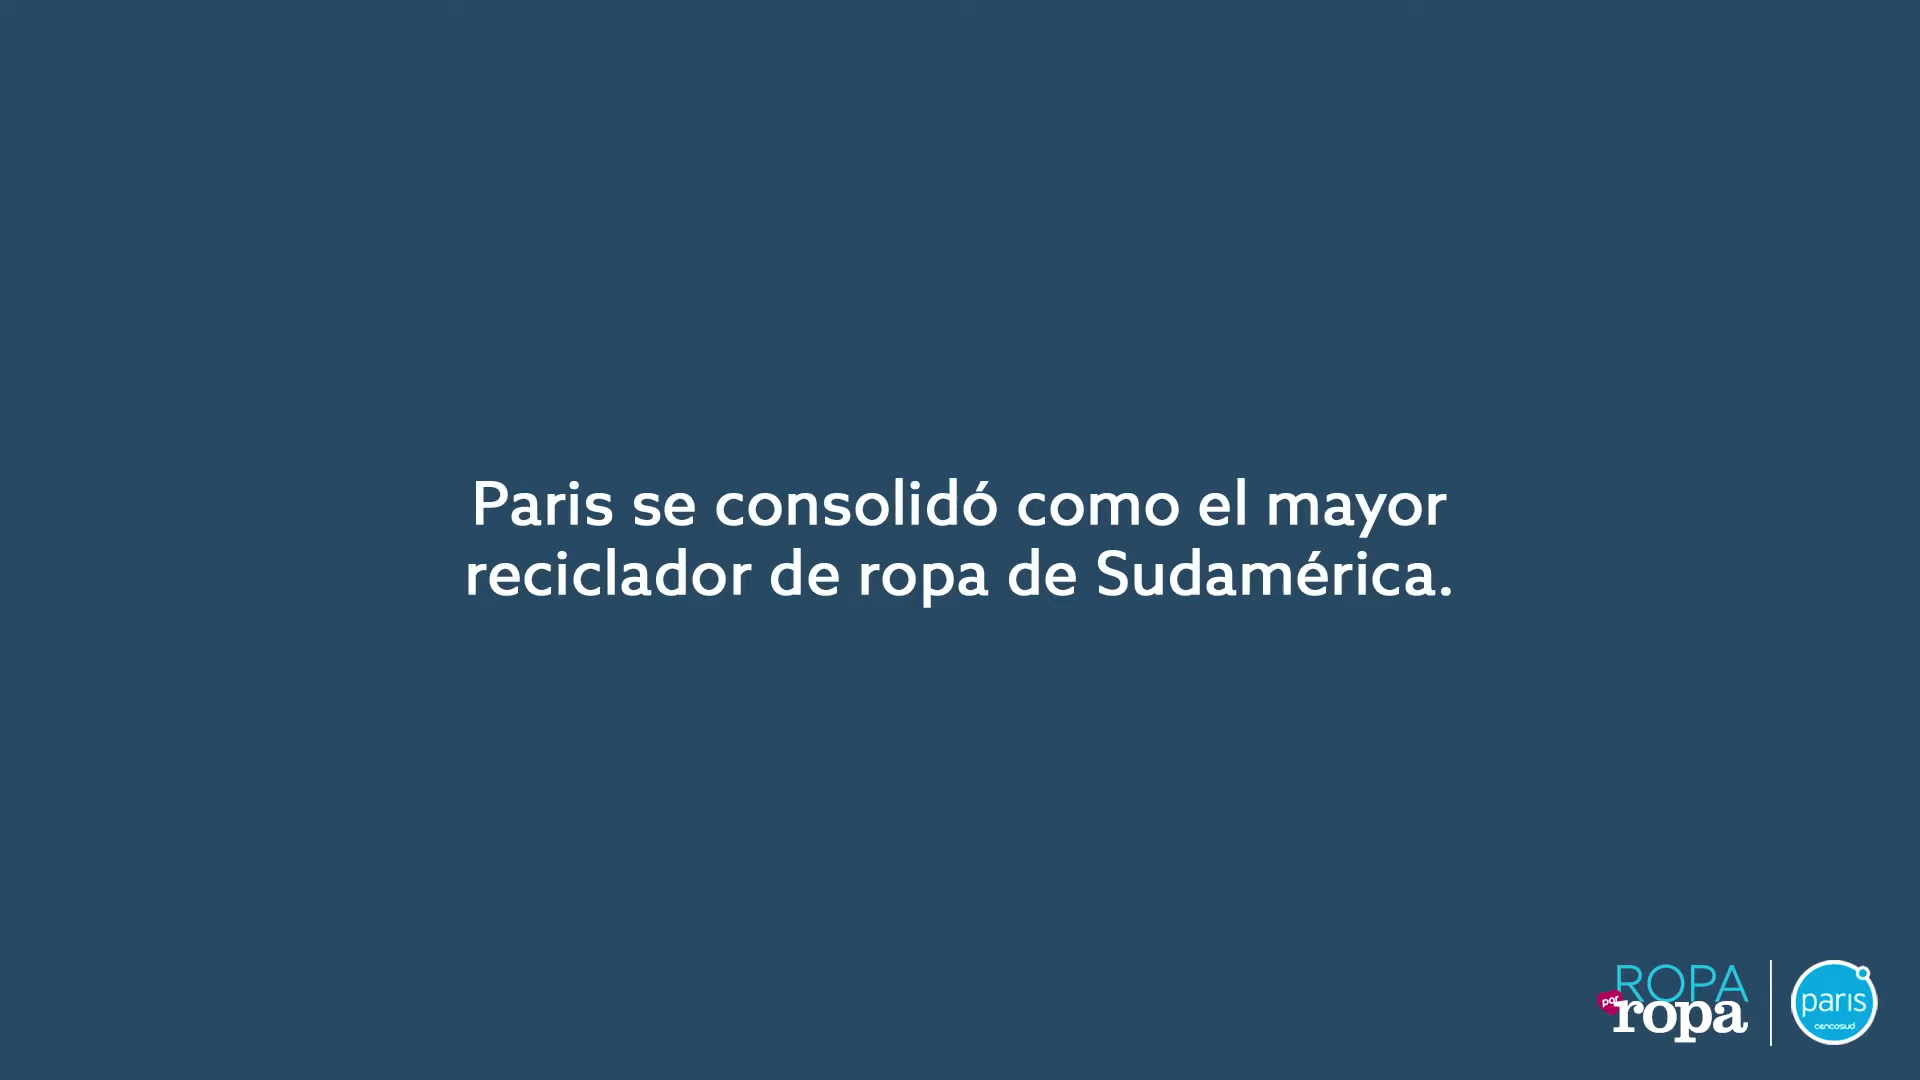 Paris se consolidó como el mayor
reciclador de ropa de Sudamérica.
ROPA
por
ropa
paris
cencosud